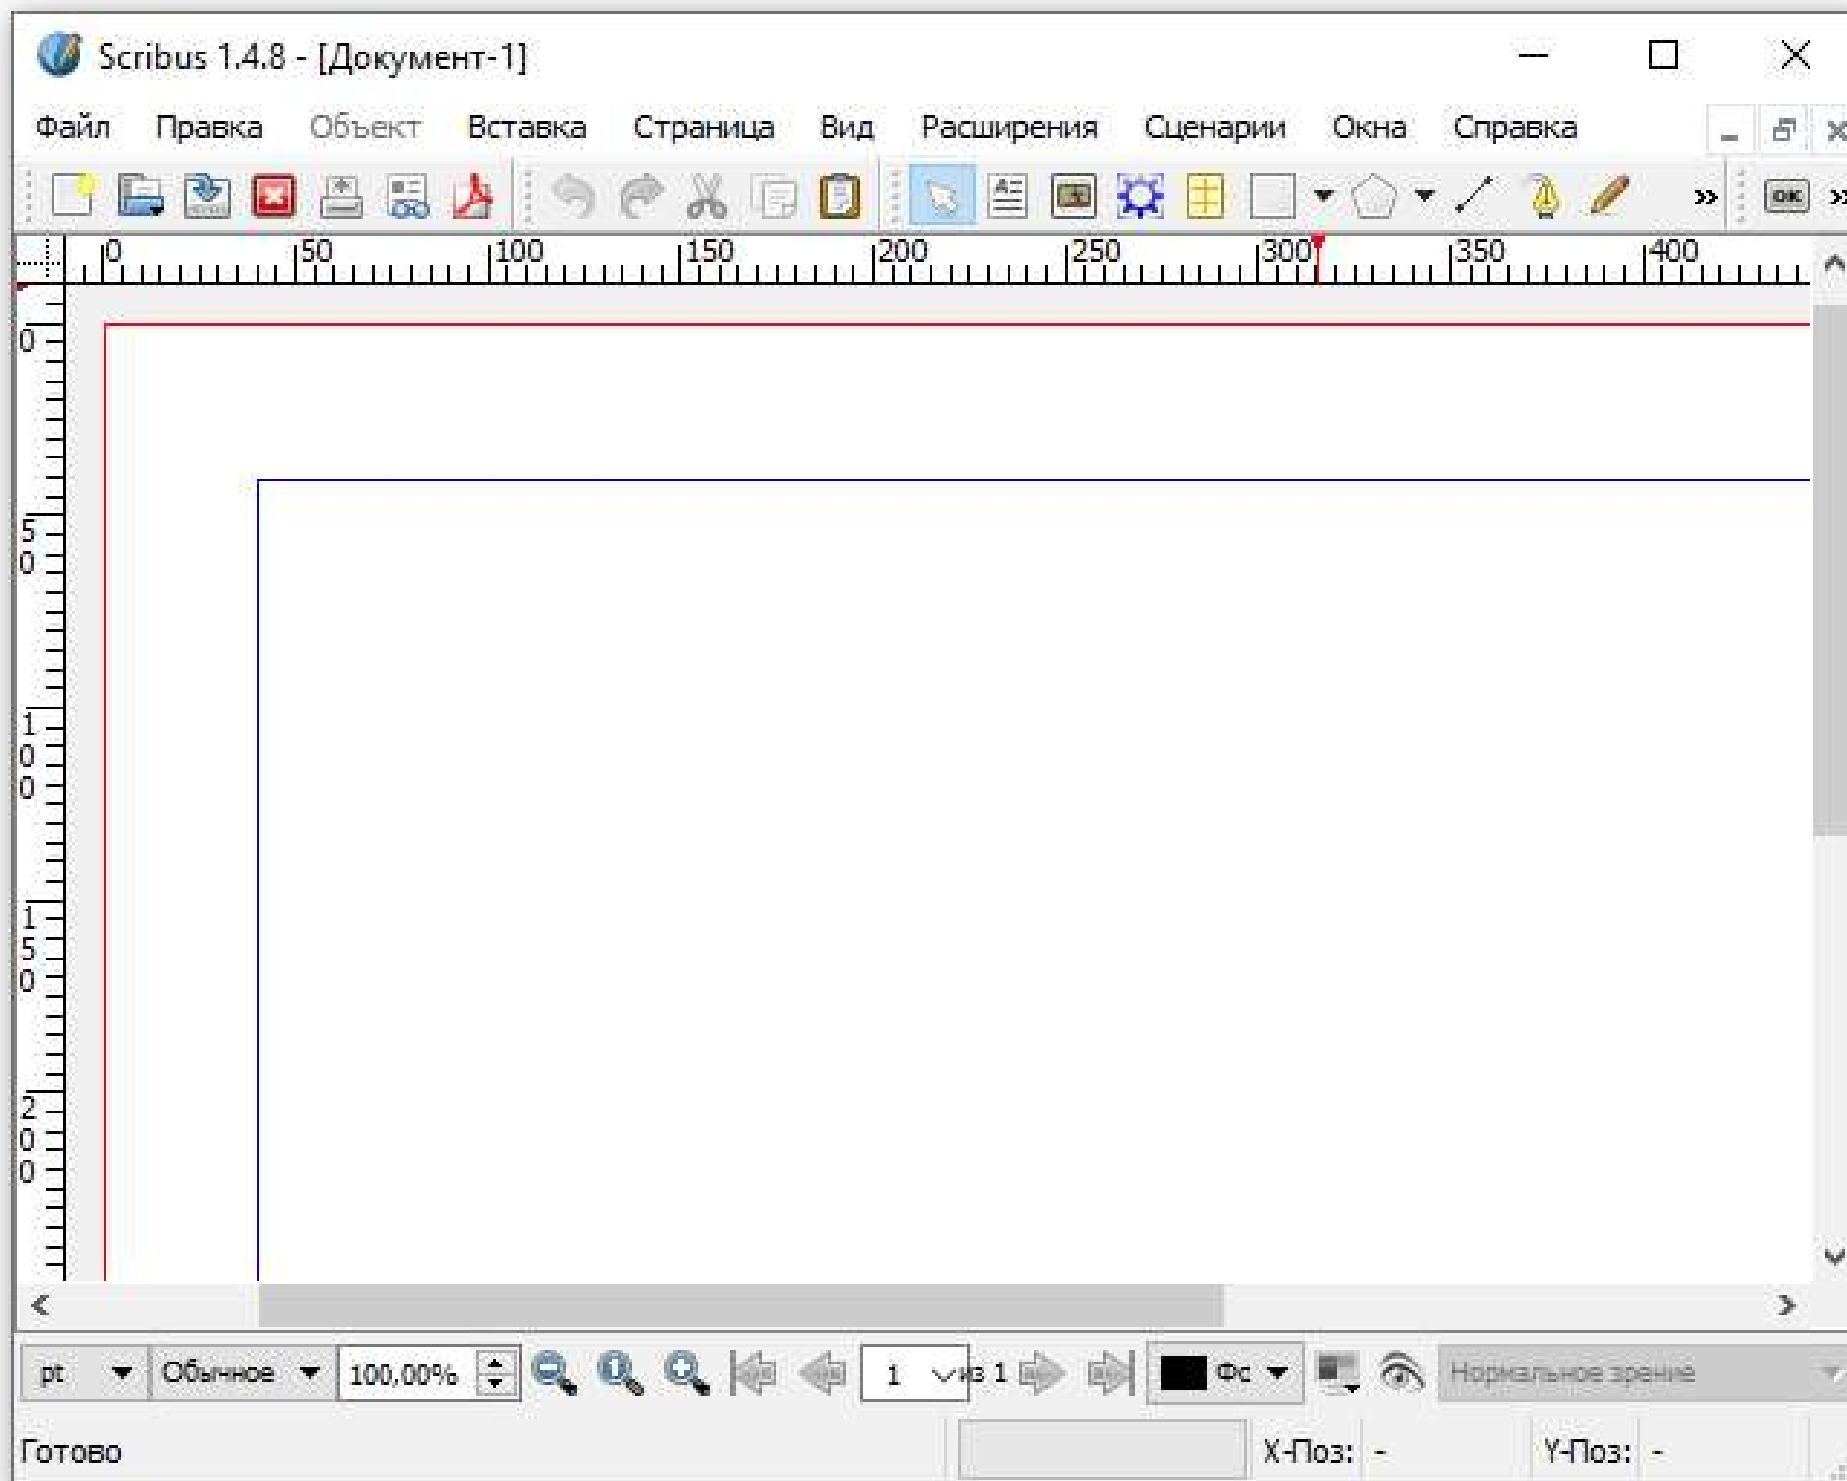 Scribus 1.4.8 - [Документ-1]
Файл Правка Объект Вставка Страница Вид Расширения Сценарии Окна Справка
OK
0 50 100 150 200 250 300 350 400
0
50
100
150
200
pt Обычное 100,00% 1 из 1 Фс Нормальное зрение
Готово X-Поз: - Y-Поз: -